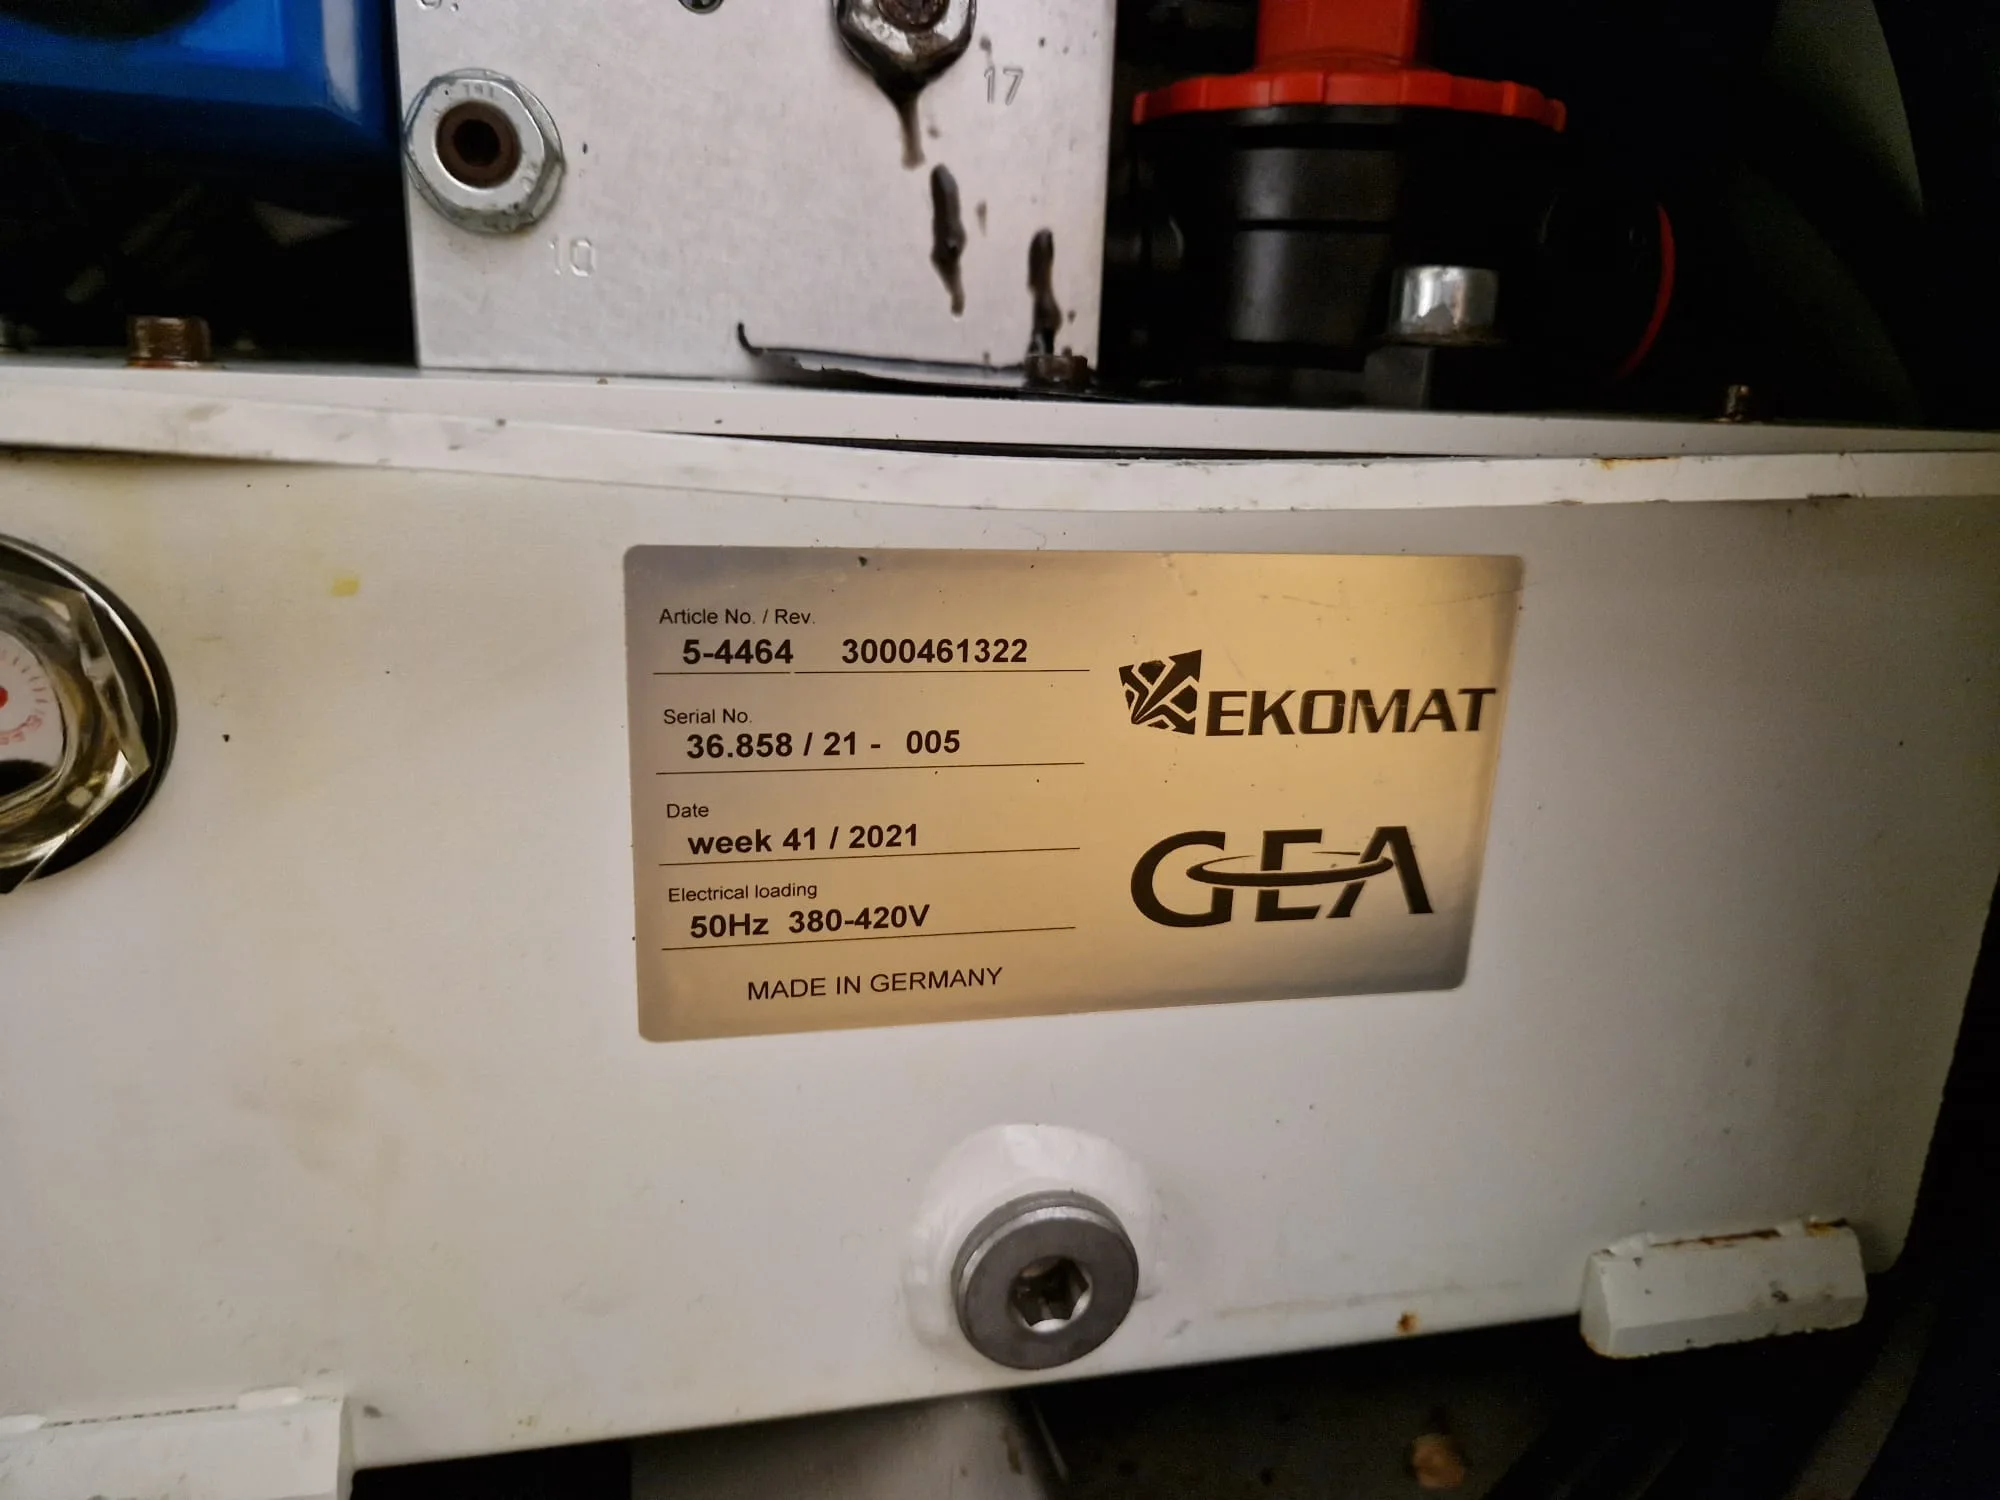 17
10
Article No. / Rev.
5-4464 3000461322
Serial No.
36.858 / 21 - 005
Date
week 41 / 2021
Electrical loading
50Hz 380-420V
MADE IN GERMANY
EKOMAT
GEA